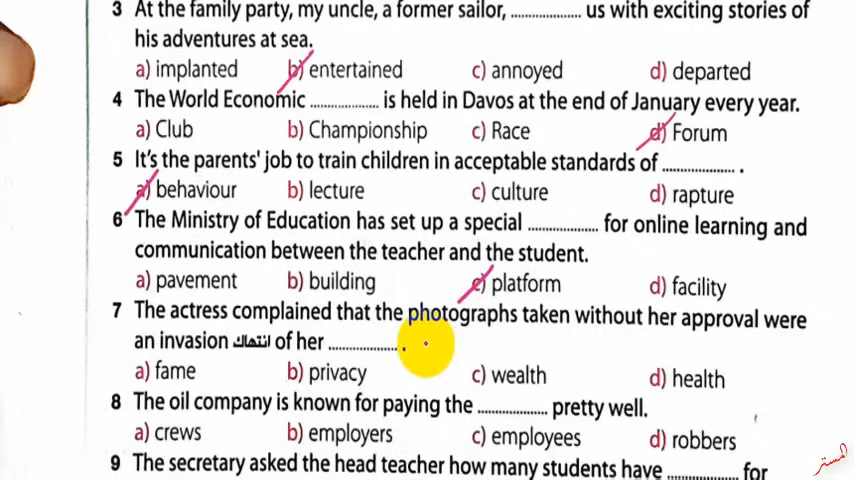 3 At the family party, my uncle, a former sailor, .................. us with exciting stories of
his adventures at sea.
a) implanted b) entertained c) annoyed d) departed
4 The World Economic .................. is held in Davos at the end of January every year.
a) Club b) Championship c) Race d) Forum
5 It's the parents' job to train children in acceptable standards of .................. .
a) behaviour b) lecture c) culture d) rapture
6 The Ministry of Education has set up a special .................. for online learning and
communication between the teacher and the student.
a) pavement b) building c) platform d) facility
7 The actress complained that the photographs taken without her approval were
an invasion انتهاك of her .................. .
a) fame b) privacy c) wealth d) health
8 The oil company is known for paying the .................. pretty well.
a) crews b) employers c) employees d) robbers
9 The secretary asked the head teacher how many students have .................. for
المستر